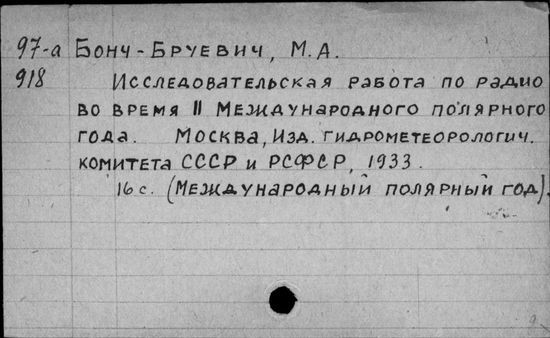 97-а Бонч-Бруевич, М.А.
918 Исследовательская работа по радио
во время II Международного полярного
года. Москва, Изд. гидрометеорологич.
комитета СССР и РСФСР, 1933.
16 с. (Международный полярный год).